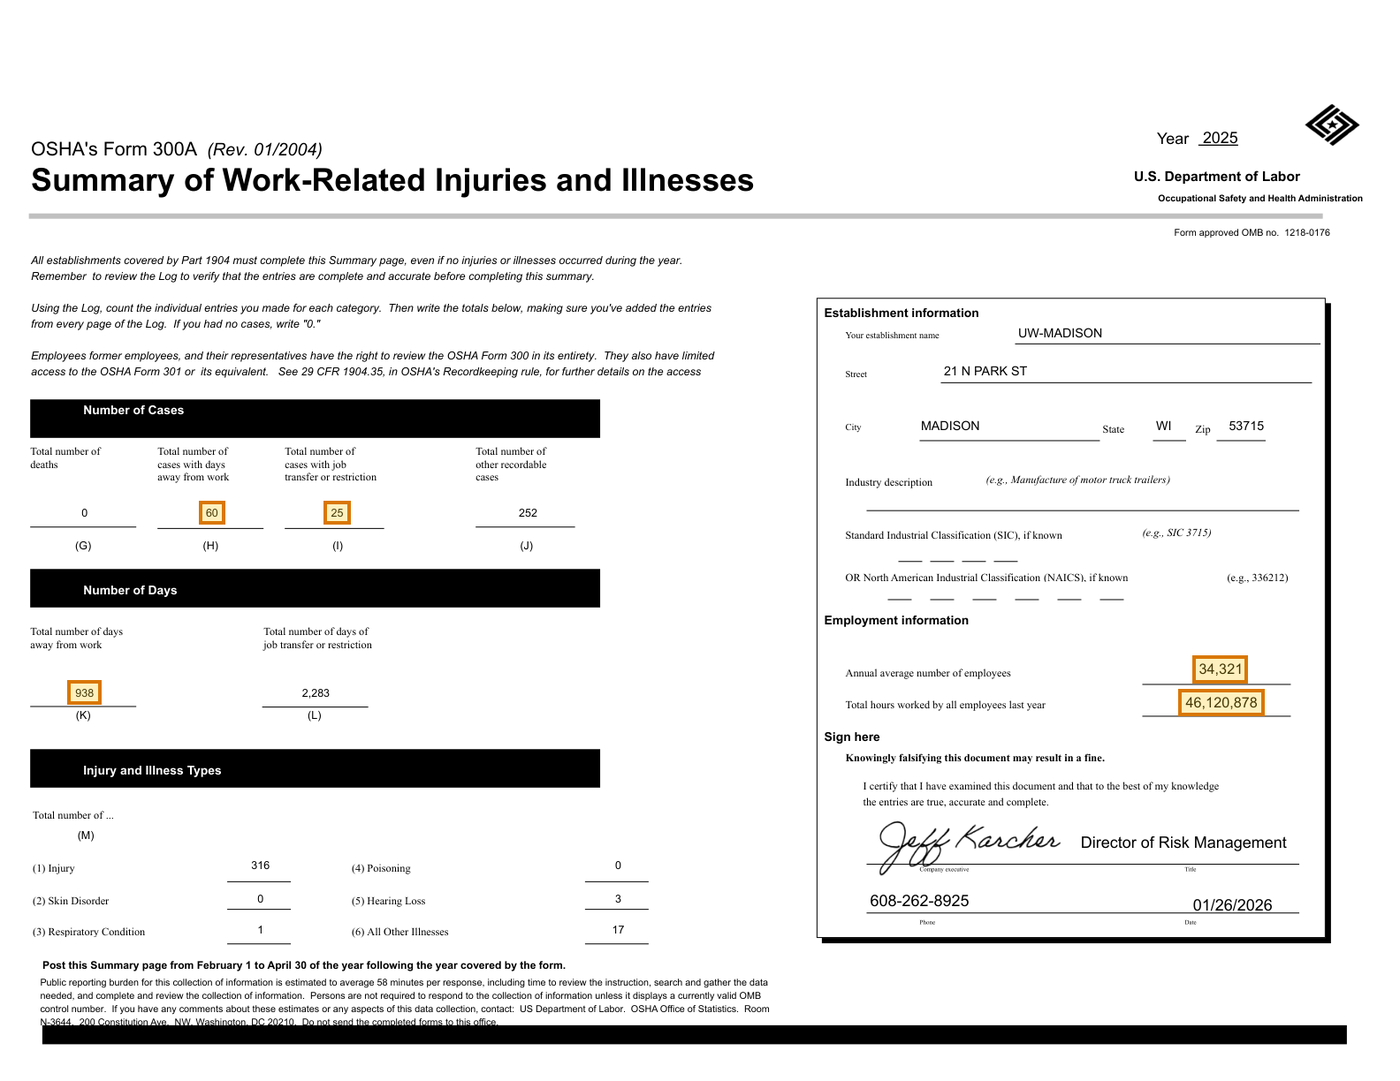 OSHA's Form 300A (Rev. 01/2004)
Summary of Work-Related Injuries and Illnesses
Year 2025
U.S. Department of Labor
Occupational Safety and Health Administration
Form approved OMB no. 1218-0176
All establishments covered by Part 1904 must complete this Summary page, even if no injuries or illnesses occurred during the year.
Remember to review the Log to verify that the entries are complete and accurate before completing this summary.
Using the Log, count the individual entries you made for each category. Then write the totals below, making sure you've added the entries
from every page of the Log. If you had no cases, write "0."
Employees former employees, and their representatives have the right to review the OSHA Form 300 in its entirety. They also have limited
access to the OSHA Form 301 or its equivalent. See 29 CFR 1904.35, in OSHA's Recordkeeping rule, for further details on the access
Number of Cases
Total number of
deaths
Total number of
cases with days
away from work
Total number of
cases with job
transfer or restriction
Total number of
other recordable
cases
0 60 25 252
(G) (H) (I) (J)
Number of Days
Total number of days
away from work
Total number of days of
job transfer or restriction
938 2,283
(K) (L)
Injury and Illness Types
Total number of ...
(M)
(1) Injury 316 (4) Poisoning 0
(2) Skin Disorder 0 (5) Hearing Loss 3
(3) Respiratory Condition 1 (6) All Other Illnesses 17
Post this Summary page from February 1 to April 30 of the year following the year covered by the form.
Public reporting burden for this collection of information is estimated to average 58 minutes per response, including time to review the instruction, search and gather the data
needed, and complete and review the collection of information. Persons are not required to respond to the collection of information unless it displays a currently valid OMB
control number. If you have any comments about these estimates or any aspects of this data collection, contact: US Department of Labor. OSHA Office of Statistics. Room
N-3644, 200 Constitution Ave. NW. Washington, DC 20210. Do not send the completed forms to this office.
Establishment information
Your establishment name UW-MADISON
Street 21 N PARK ST
City MADISON State WI Zip 53715
Industry description (e.g., Manufacture of motor truck trailers)
Standard Industrial Classification (SIC), if known (e.g., SIC 3715)
OR North American Industrial Classification (NAICS), if known (e.g., 336212)
Employment information
Annual average number of employees 34,321
Total hours worked by all employees last year 46,120,878
Sign here
Knowingly falsifying this document may result in a fine.
I certify that I have examined this document and that to the best of my knowledge
the entries are true, accurate and complete.
Jeff Karcher Director of Risk Management
Company executive Title
608-262-8925 01/26/2026
Phone Date